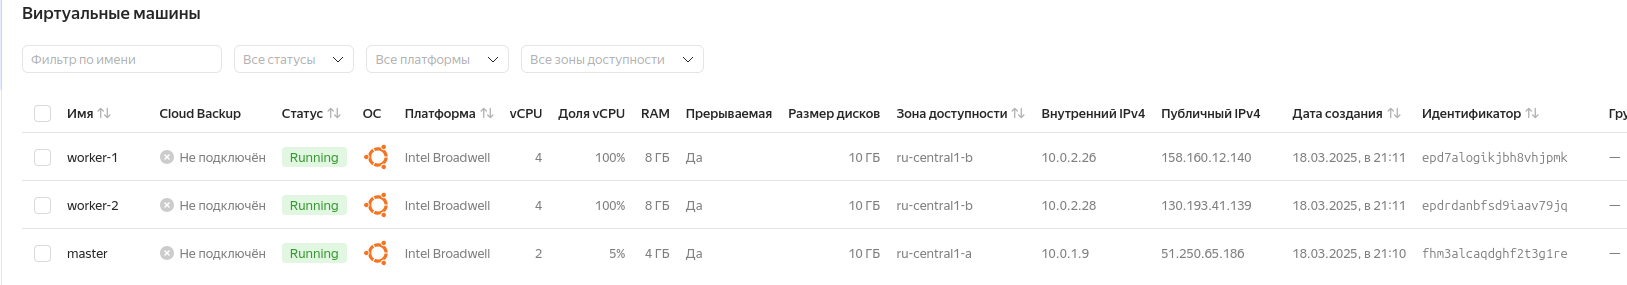 Виртуальные машины
Фильтр по имени Все статусы Все платформы Все зоны доступности
Имя Cloud Backup Статус ОС Платформа vCPU Доля vCPU RAM Прерываемая Размер дисков Зона доступности Внутренний IPv4 Публичный IPv4 Дата создания Идентификатор Гру
worker-1 Не подключён Running Intel Broadwell 4 100% 8 ГБ Да 10 ГБ ru-central1-b 10.0.2.26 158.160.12.140 18.03.2025, в 21:11 epd7alogikjbh8vhjpmk —
worker-2 Не подключён Running Intel Broadwell 4 100% 8 ГБ Да 10 ГБ ru-central1-b 10.0.2.28 130.193.41.139 18.03.2025, в 21:11 epdrdanbfsd9iaav79jq —
master Не подключён Running Intel Broadwell 2 5% 4 ГБ Да 10 ГБ ru-central1-a 10.0.1.9 51.250.65.186 18.03.2025, в 21:10 fhm3alcaqdghf2t3g1re —